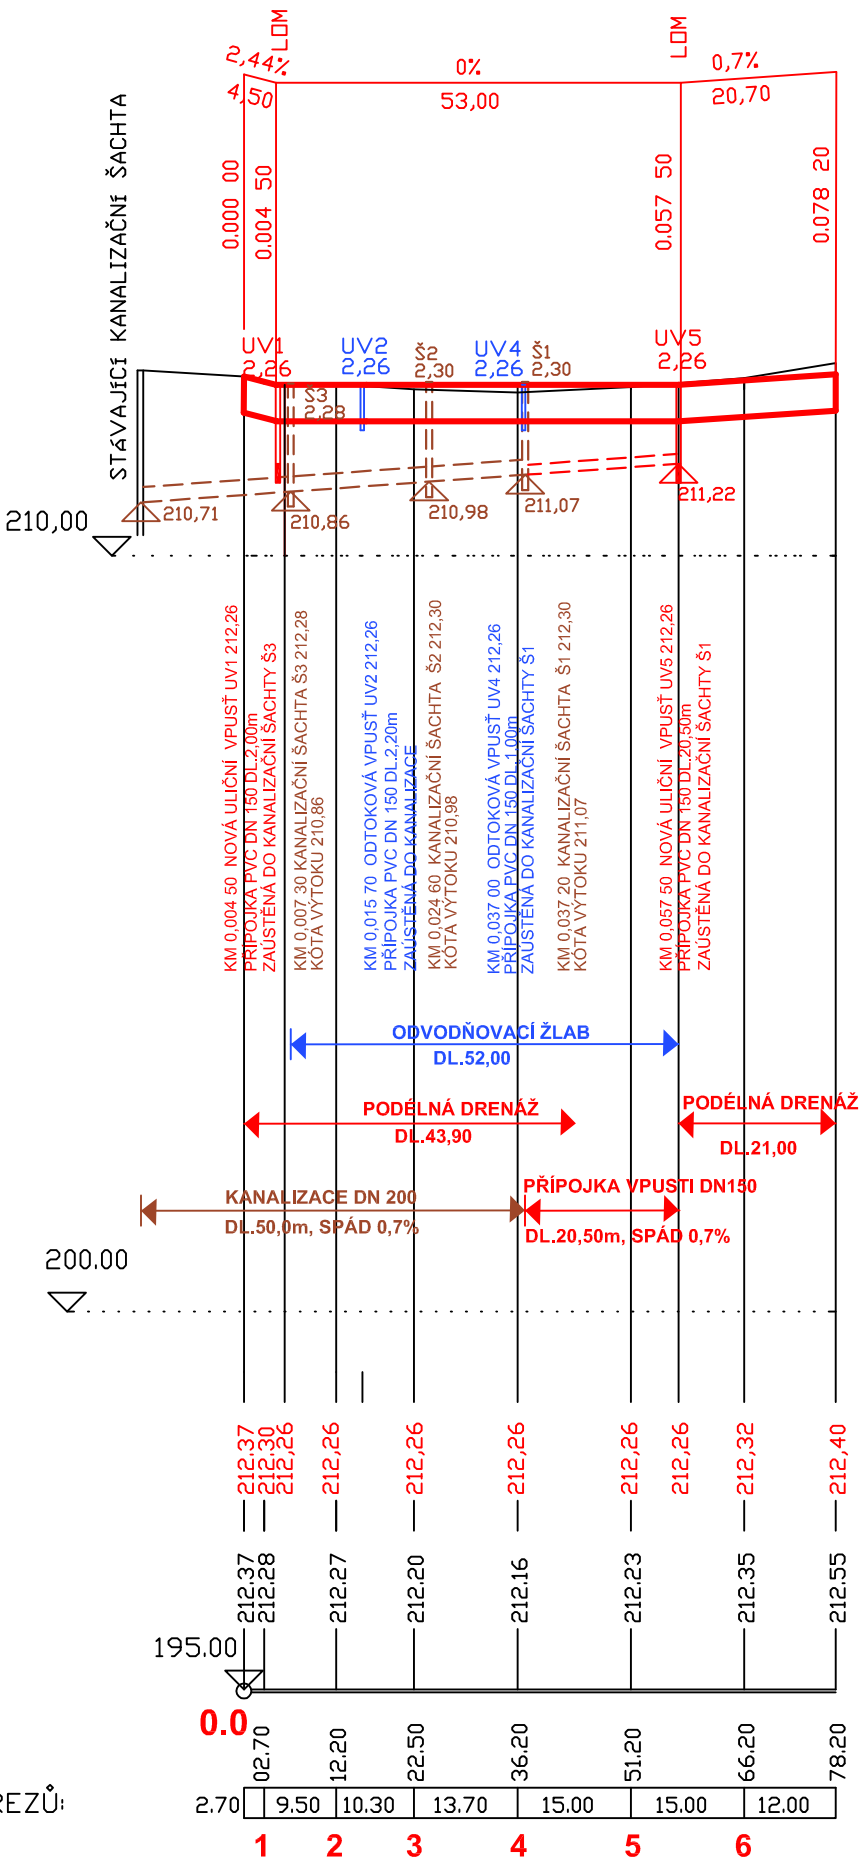 LOM
LOM
2,44%
0%
0,7%
4,50
53,00
20,70
STÁVAJÍCÍ KANALIZAČNÍ ŠACHTA
0.000 00
0.004 50
0.057 50
0.078 20
UV1
2,26
UV2
2,26
Š2
2,30
UV4
2,26
Š1
2,30
UV5
2,26
Š3
2,28
210,71
210,86
210,98
211,07
211,22
210,00
KM 0,004 50 NOVÁ ULIČNÍ VPUSŤ UV1 212,26
PŘÍPOJKA PVC DN 150 DL.2,00m
ZAÚSTĚNÁ DO KANALIZAČNÍ ŠACHTY Š3
KM 0,007 30 KANALIZAČNÍ ŠACHTA Š3 212,28
KÓTA VÝTOKU 210,86
KM 0,015 70 ODTOKOVÁ VPUSŤ UV2 212,26
PŘÍPOJKA PVC DN 150 DL.2,20m
ZAÚSTĚNÁ DO KANALIZACE
KM 0,024 60 KANALIZAČNÍ ŠACHTA Š2 212,30
KÓTA VÝTOKU 210,98
KM 0,037 00 ODTOKOVÁ VPUSŤ UV4 212,26
PŘÍPOJKA PVC DN 150 DL.1,00m
ZAÚSTĚNÁ DO KANALIZAČNÍ ŠACHTY Š1
KM 0,037 20 KANALIZAČNÍ ŠACHTA Š1 212,30
KÓTA VÝTOKU 211,07
KM 0,057 50 NOVÁ ULIČNÍ VPUSŤ UV5 212,26
PŘÍPOJKA PVC DN 150 DL.20,50m
ZAÚSTĚNÁ DO KANALIZAČNÍ ŠACHTY Š1
ODVODŇOVACÍ ŽLAB
DL.52,00
PODÉLNÁ DRENÁŽ
DL.43,90
PODÉLNÁ DRENÁŽ
DL.21,00
KANALIZACE DN 200
DL.50,0m, SPÁD 0,7%
PŘÍPOJKA VPUSTI DN150
DL.20,50m, SPÁD 0,7%
200.00
212.37
212.30
212,26
212,26
212,26
212,26
212,26
212,26
212,32
212,40
212.37
212.28
212.27
212.20
212.16
212.23
212.35
212.55
195.00
0.0
02.70
12.20
22.50
36.20
51.20
66.20
78.20
ŘEZŮ:
2.70
9.50
10.30
13.70
15.00
15.00
12.00
1
2
3
4
5
6